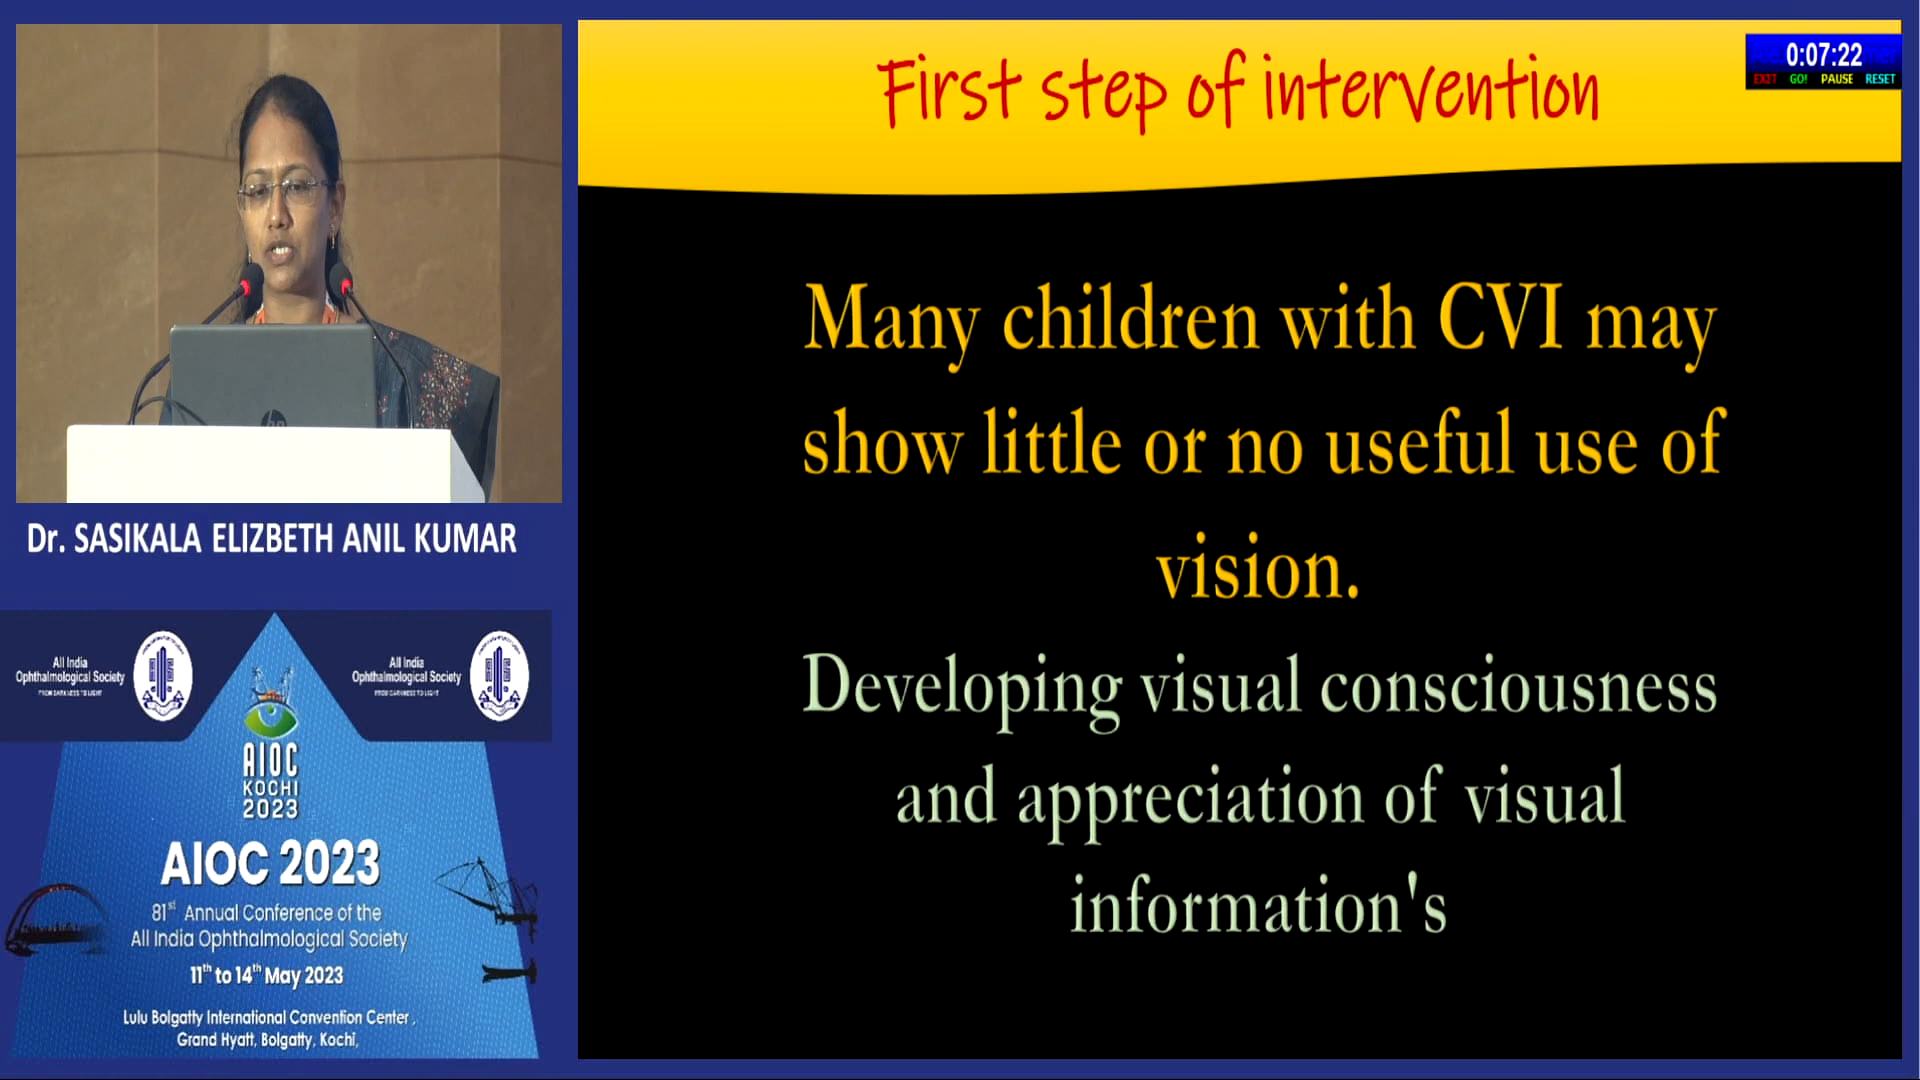 First step of intervention
0:07:22
EXIT GO! PAUSE RESET
Many children with CVI may
show little or no useful use of
vision.
Developing visual consciousness
and appreciation of visual
information's
hp
Dr. SASIKALA ELIZBETH ANIL KUMAR
All India
Ophthalmological Society
FROM DARKNESS TO LIGHT
All India
Ophthalmological Society
FROM DARKNESS TO LIGHT
AIOC
KOCHI
2023
AIOC 2023
81st Annual Conference of the
All India Ophthalmological Society
11th to 14th May 2023
Lulu Bolgatty International Convention Center ,
Grand Hyatt, Bolgatty, Kochi,